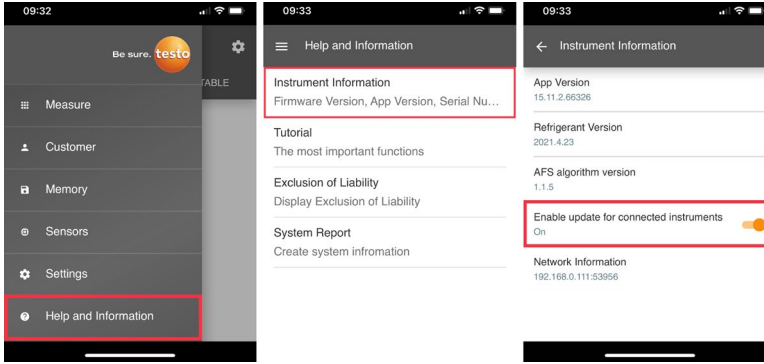 09:32
Be sure. testo
TABLE
Measure
Customer
Memory
Sensors
Settings
Help and Information
09:33
Help and Information
Instrument Information
Firmware Version, App Version, Serial Nu...
Tutorial
The most important functions
Exclusion of Liability
Display Exclusion of Liability
System Report
Create system infromation
09:33
Instrument Information
App Version
15.11.2.66326
Refrigerant Version
2021.4.23
AFS algorithm version
1.1.5
Enable update for connected instruments
On
Network Information
192.168.0.111:53956